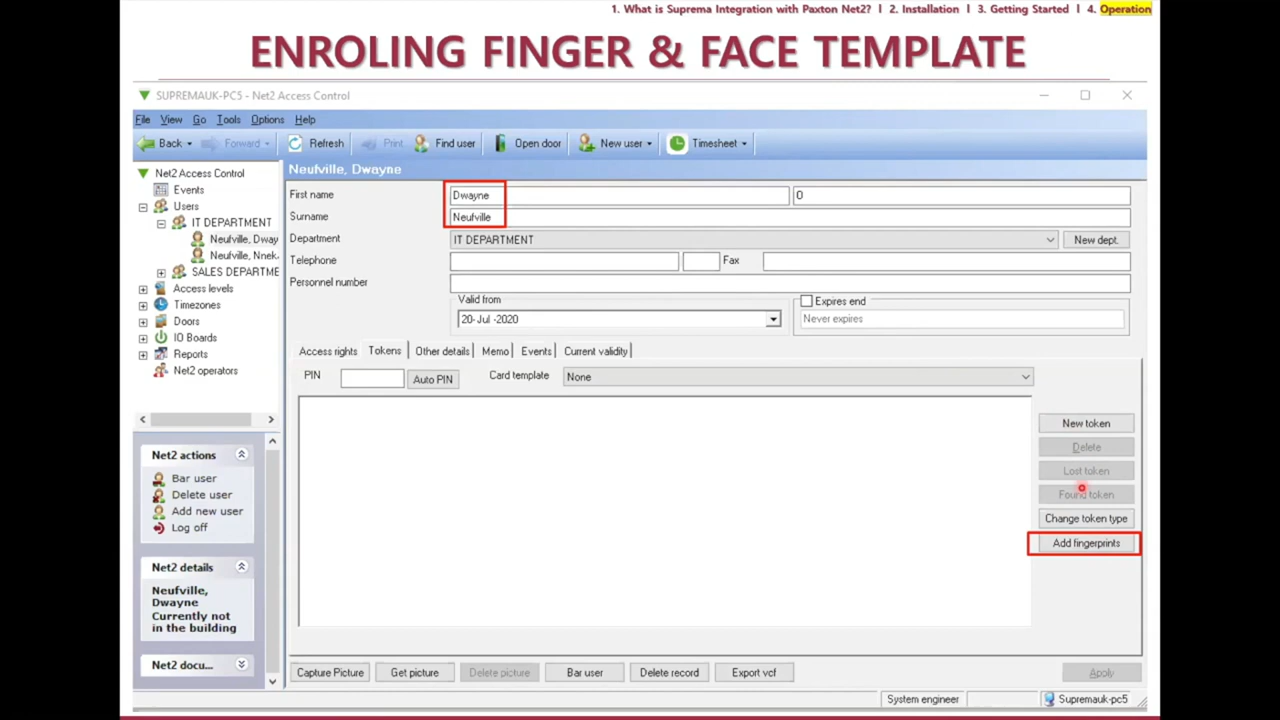 1. What is Suprema Integration with Paxton Net2? l 2. Installation l 3. Getting Started l 4. Operation
ENROLING FINGER & FACE TEMPLATE
SUPREMAUK-PC5 - Net2 Access Control
File View Go Tools Options Help
Back Forward Refresh Print Find user Open door New user Timesheet
Net2 Access Control
Events
Users
IT DEPARTMENT
Neufville, Dway
Neufville, Nnek
SALES DEPARTME
Access levels
Timezones
Doors
IO Boards
Reports
Net2 operators
Net2 actions
Bar user
Delete user
Add new user
Log off
Net2 details
Neufville,
Dwayne
Currently not
in the building
Net2 docu...
Neufville, Dwayne
First name Dwayne 0
Surname Neufville
Department IT DEPARTMENT New dept.
Telephone Fax
Personnel number
Valid from Expires end
20-Jul -2020 Never expires
Access rights Tokens Other details Memo Events Current validity
PIN Auto PIN Card template None
New token
Delete
Lost token
Found token
Change token type
Add fingerprints
Capture Picture Get picture Delete picture Bar user Delete record Export vcf Apply
System engineer Supremauk-pc5